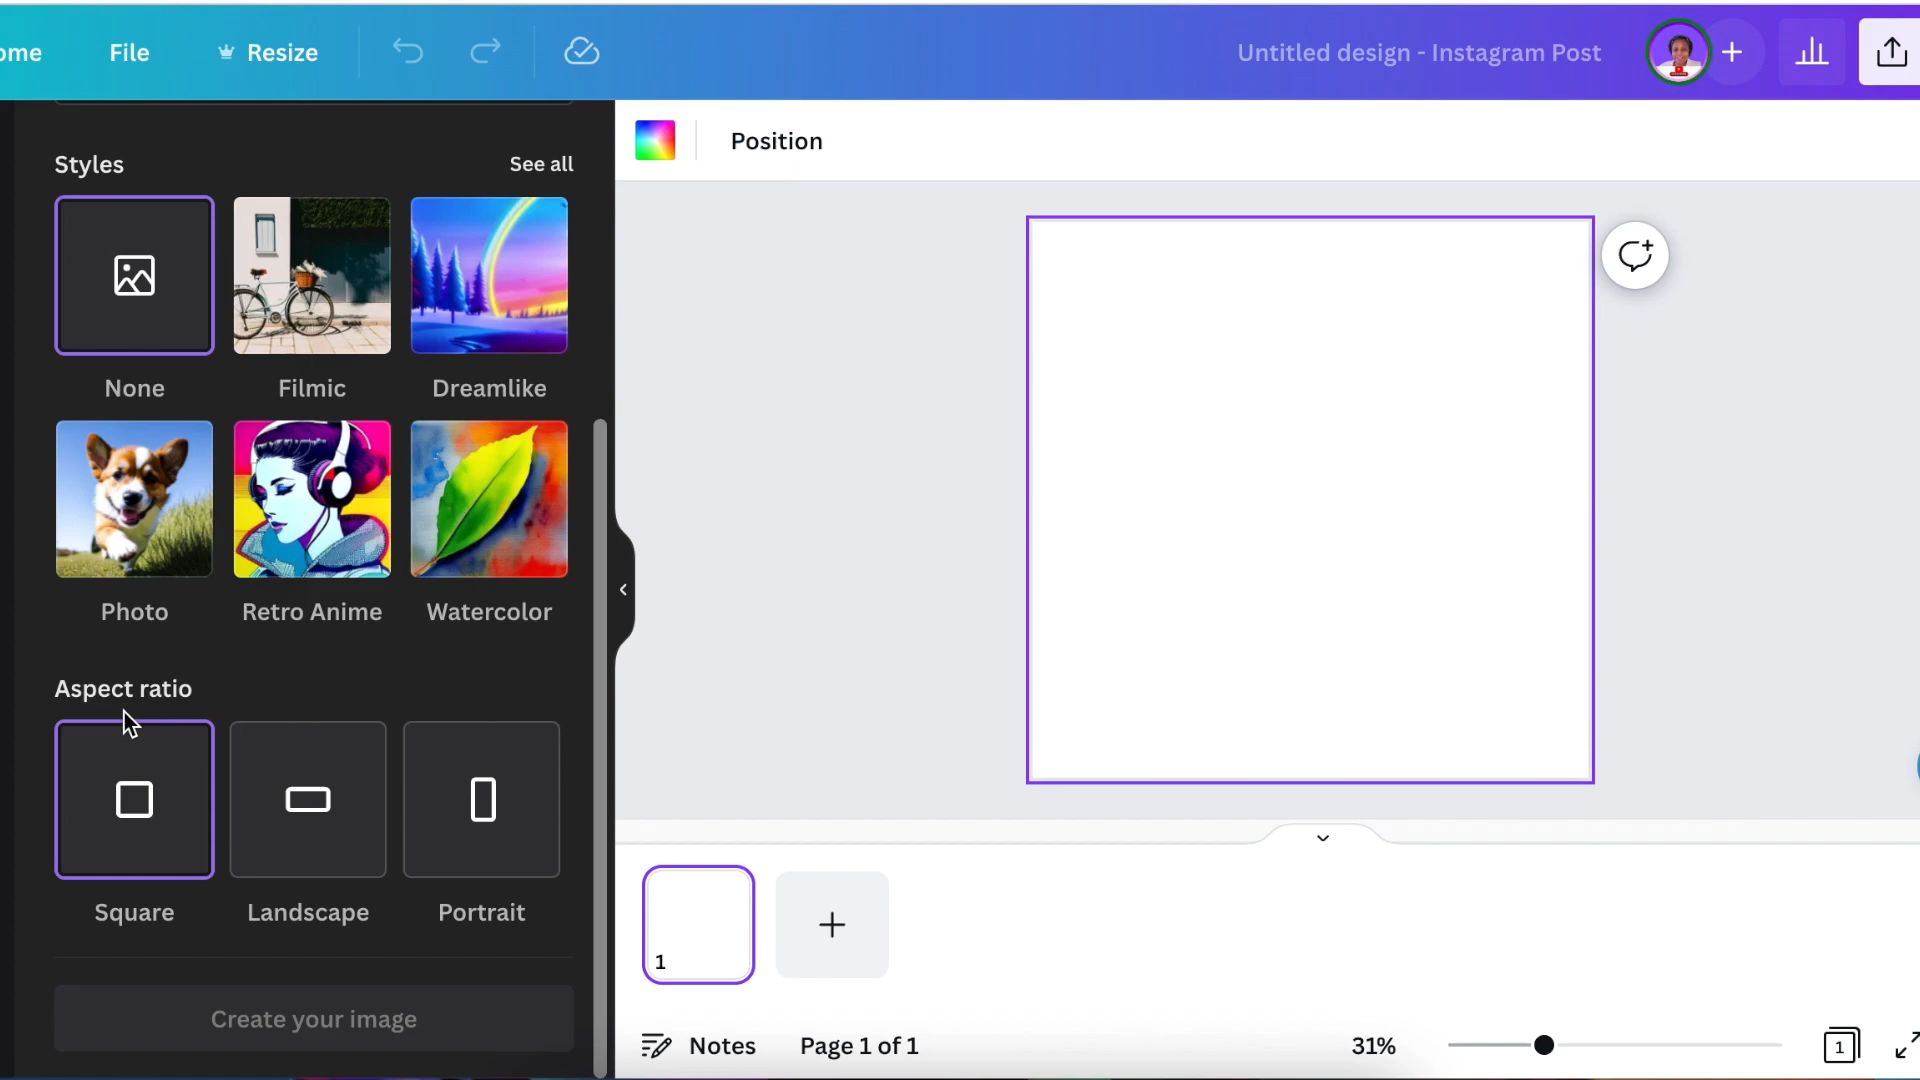 ome File Resize Untitled design - Instagram Post
Position
Styles See all
None Filmic Dreamlike
Photo Retro Anime Watercolor
Aspect ratio
Square Landscape Portrait
1
Create your image
Notes Page 1 of 1 31% 1